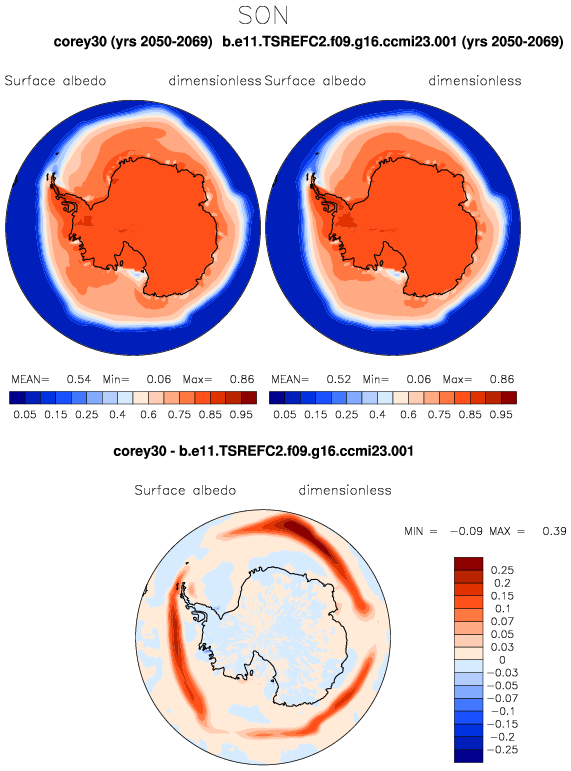 SON
corey30 (yrs 2050-2069) b.e11.TSREFC2.f09.g16.ccmi23.001 (yrs 2050-2069)
Surface albedo dimensionless Surface albedo dimensionless
MEAN= 0.54 Min= 0.06 Max= 0.86 MEAN= 0.52 Min= 0.06 Max= 0.86
0.05 0.15 0.25 0.4 0.6 0.75 0.85 0.95 0.05 0.15 0.25 0.4 0.6 0.75 0.85 0.95
corey30 - b.e11.TSREFC2.f09.g16.ccmi23.001
Surface albedo dimensionless
MIN = -0.09 MAX = 0.39
0.25
0.2
0.15
0.1
0.07
0.05
0.03
0
-0.03
-0.05
-0.07
-0.1
-0.15
-0.2
-0.25